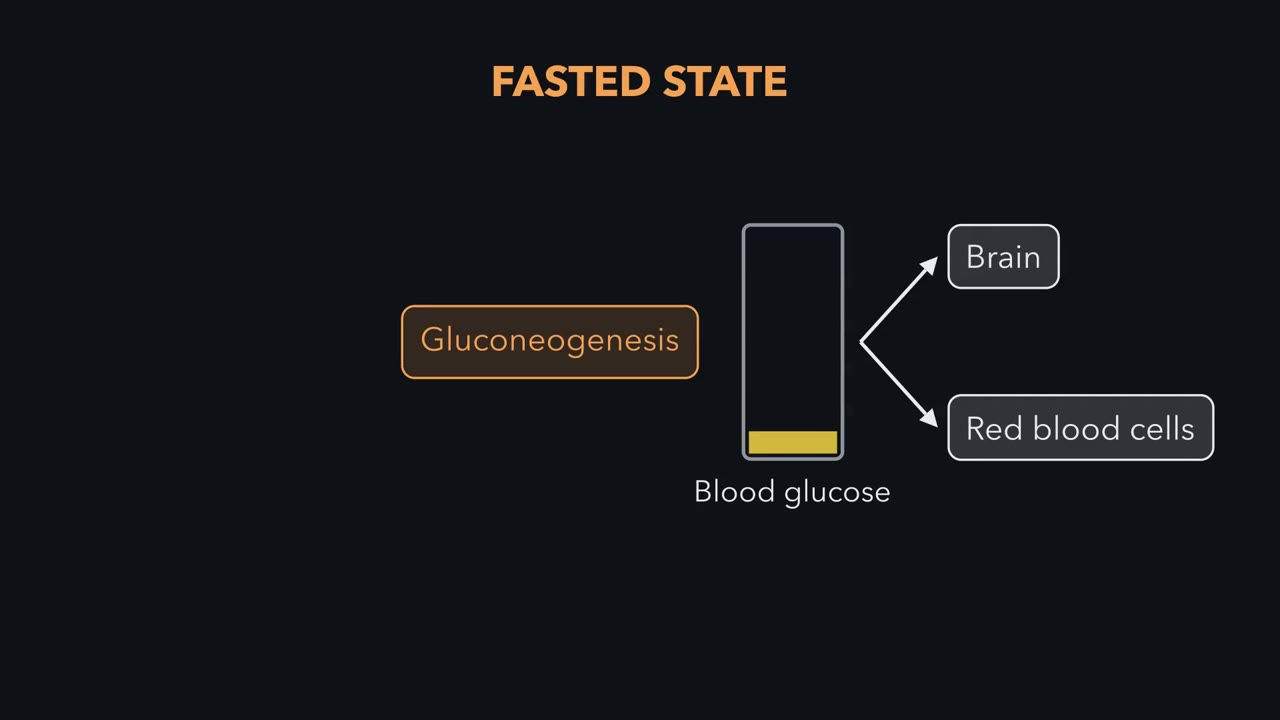 FASTED STATE
Brain
Gluconeogenesis
Red blood cells
Blood glucose